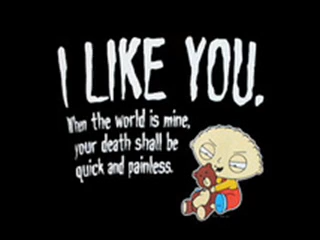 I LIKE YOU.
When the world is mine,
your death shall be
quick and painless.